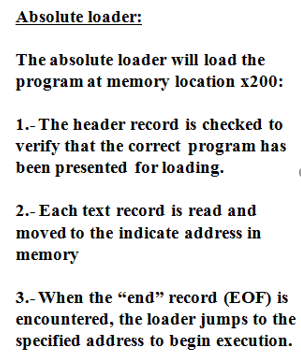 Absolute loader:
The absolute loader will load the
program at memory location x200:
1.- The header record is checked to
verify that the correct program has
been presented for loading.
2.- Each text record is read and
moved to the indicate address in
memory
3.- When the “end” record (EOF) is
encountered, the loader jumps to the
specified address to begin execution.